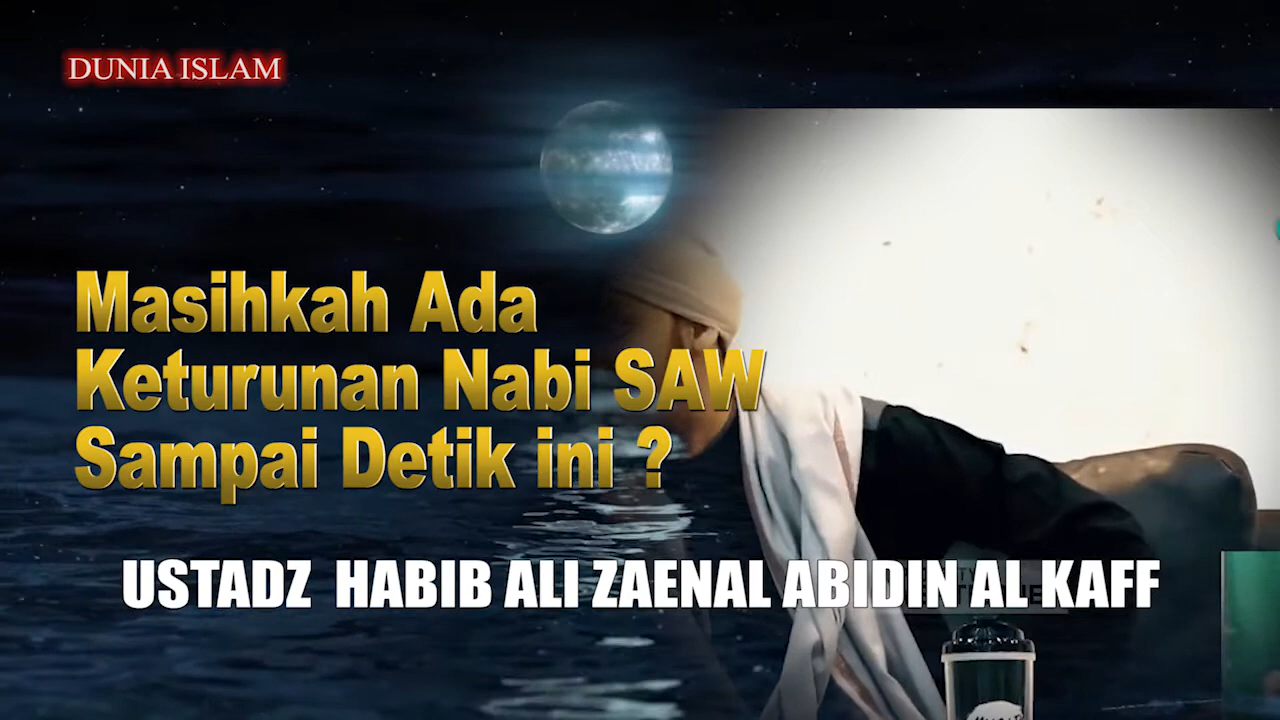 DUNIA ISLAM
Masihkah Ada
Keturunan Nabi SAW
Sampai Detik ini ?
USTADZ HABIB ALI ZAENAL ABIDIN AL KAFF